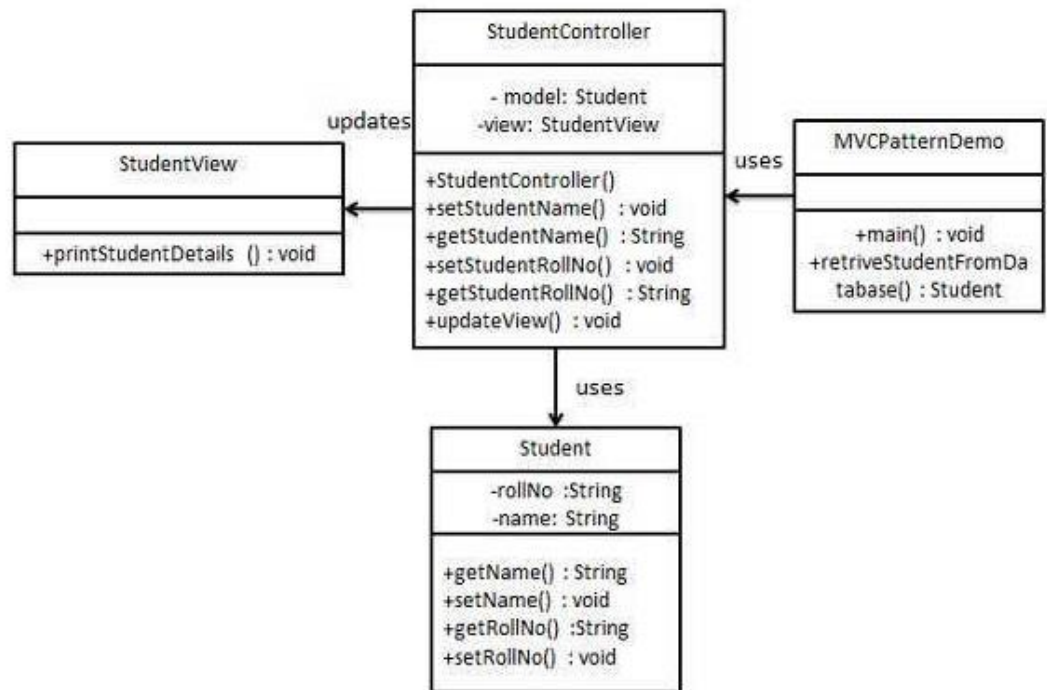 StudentController
- model: Student
-view: StudentView
+StudentController()
+setStudentName() : void
+getStudentName() : String
+setStudentRollNo() : void
+getStudentRollNo() : String
+updateView() : void
updates
StudentView
+printStudentDetails () : void
uses
MVCPatternDemo
+main() : void
+retriveStudentFromDa
tabase() : Student
uses
Student
-rollNo :String
-name: String
+getName() : String
+setName() : void
+getRollNo() :String
+setRollNo() : void